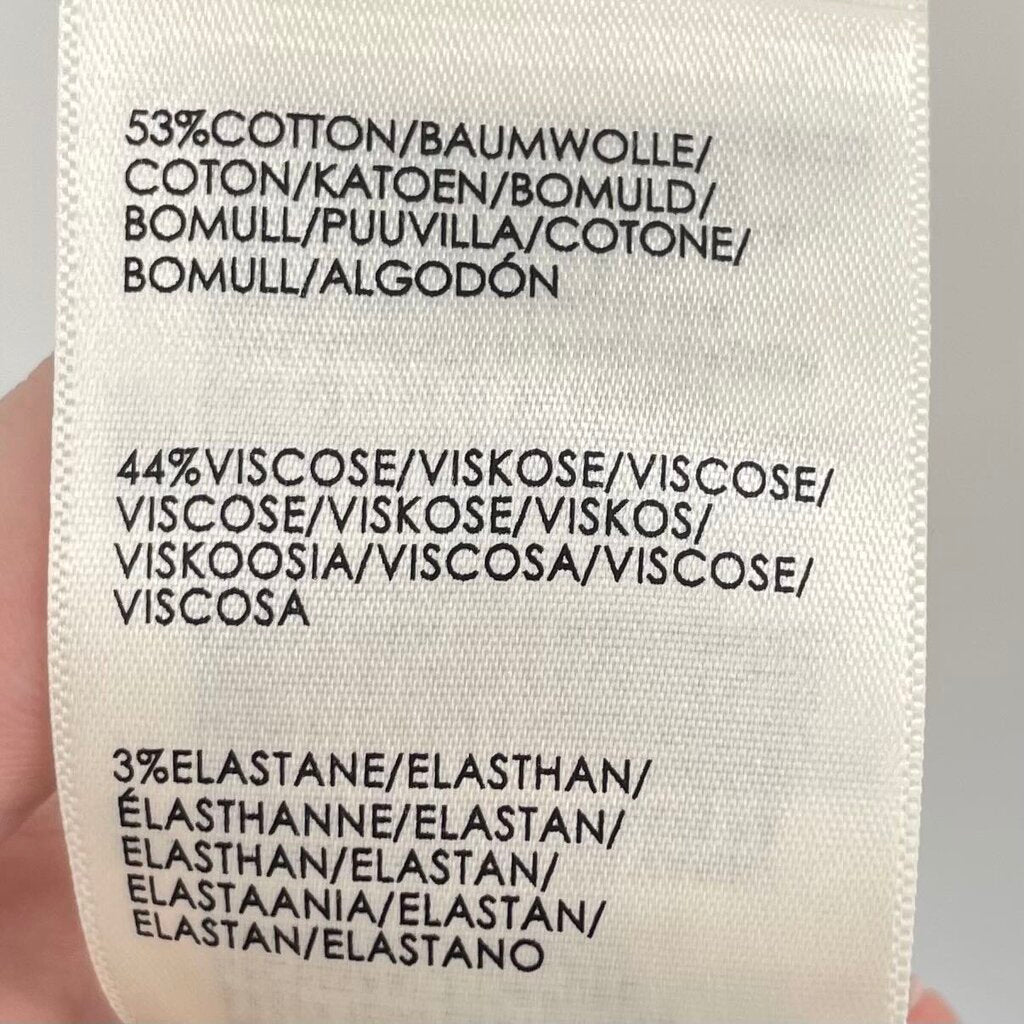 53%COTTON/BAUMWOLLE/
COTON/KATOEN/BOMULD/
BOMULL/PUUVILLA/COTONE/
BOMULL/ALGODÓN
44%VISCOSE/VISKOSE/VISCOSE/
VISCOSE/VISKOSE/VISKOS/
VISKOOSIA/VISCOSA/VISCOSE/
VISCOSA
3%ELASTANE/ELASTHAN/
ÉLASTHANNE/ELASTAN/
ELASTHAN/ELASTAN/
ELASTAANIA/ELASTAN/
ELASTAN/ELASTANO